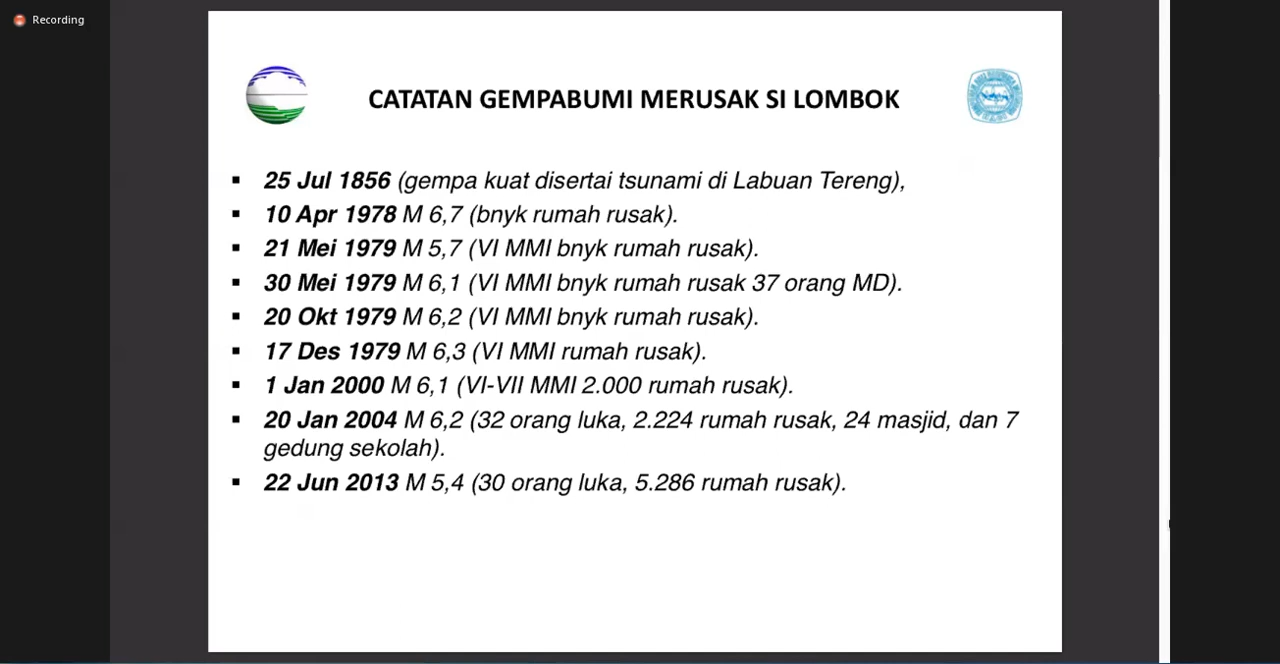 Recording
CATATAN GEMPABUMI MERUSAK SI LOMBOK
▪ 25 Jul 1856 (gempa kuat disertai tsunami di Labuan Tereng),
▪ 10 Apr 1978 M 6,7 (bnyk rumah rusak).
▪ 21 Mei 1979 M 5,7 (VI MMI bnyk rumah rusak).
▪ 30 Mei 1979 M 6,1 (VI MMI bnyk rumah rusak 37 orang MD).
▪ 20 Okt 1979 M 6,2 (VI MMI bnyk rumah rusak).
▪ 17 Des 1979 M 6,3 (VI MMI rumah rusak).
▪ 1 Jan 2000 M 6,1 (VI-VII MMI 2.000 rumah rusak).
▪ 20 Jan 2004 M 6,2 (32 orang luka, 2.224 rumah rusak, 24 masjid, dan 7
gedung sekolah).
▪ 22 Jun 2013 M 5,4 (30 orang luka, 5.286 rumah rusak).